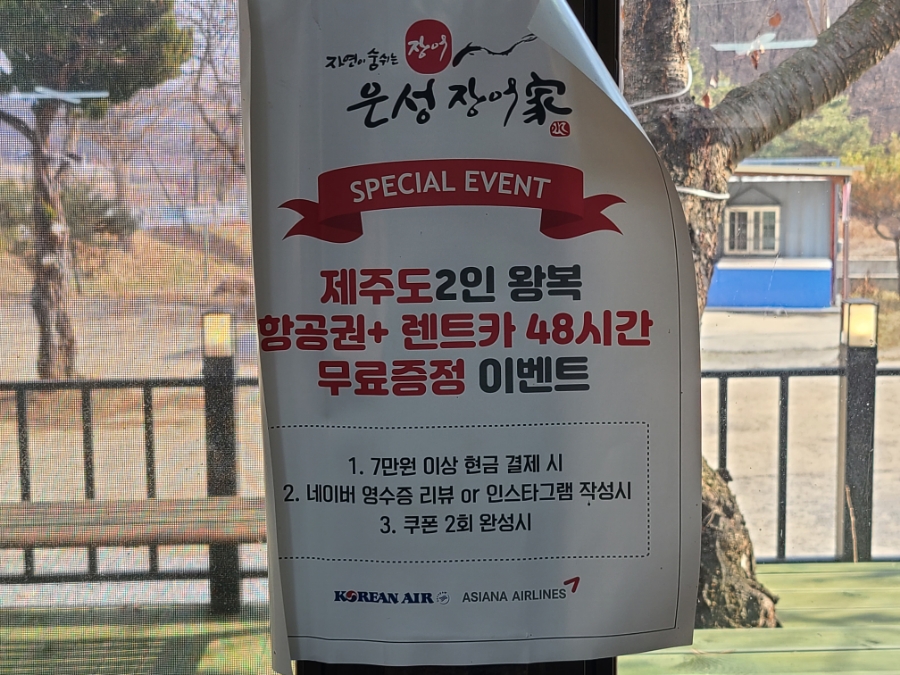 자연이 숨쉬는 장어
은성 장어家
SPECIAL EVENT
제주도2인 왕복
항공권+ 렌트카 48시간
무료증정 이벤트
1. 7만원 이상 현금 결제 시
2. 네이버 영수증 리뷰 or 인스타그램 작성시
3. 쿠폰 2회 완성시
KOREAN AIR ASIANA AIRLINES